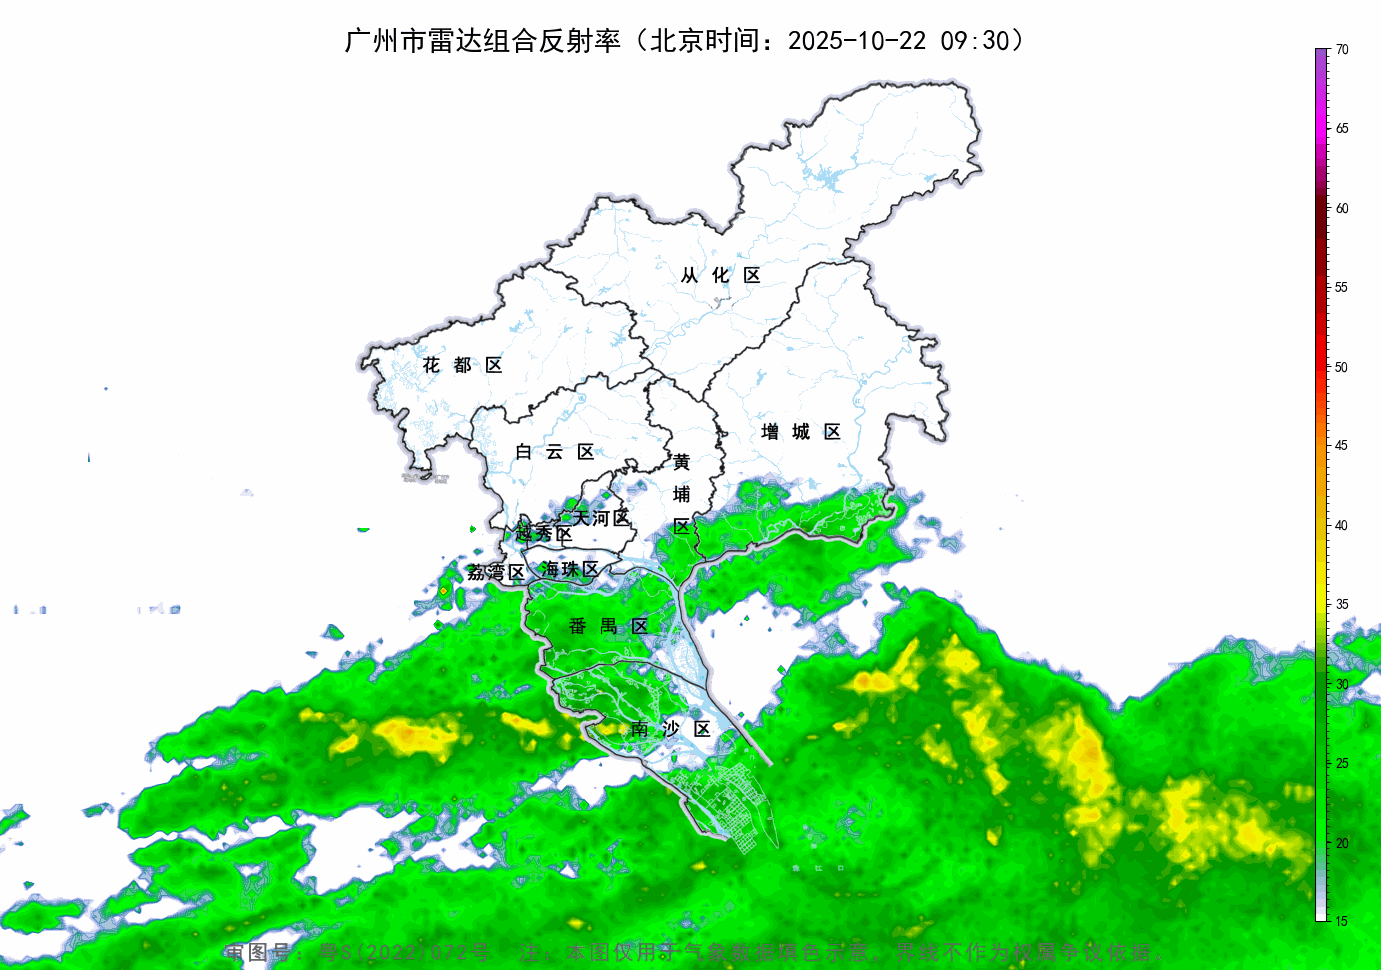 广州市雷达组合反射率（北京时间：2025-10-22 09:30）
70
65
60
55
50
45
40
35
30
25
20
15
从化区
花都区
增城区
白云区
黄埔区
天河区
越秀区
荔湾区
海珠区
番禺区
南沙区
珠江口
审图号：粤S(2022)072号 注：本图仅用于气象数据填色示意，界线不作为权属争议依据。